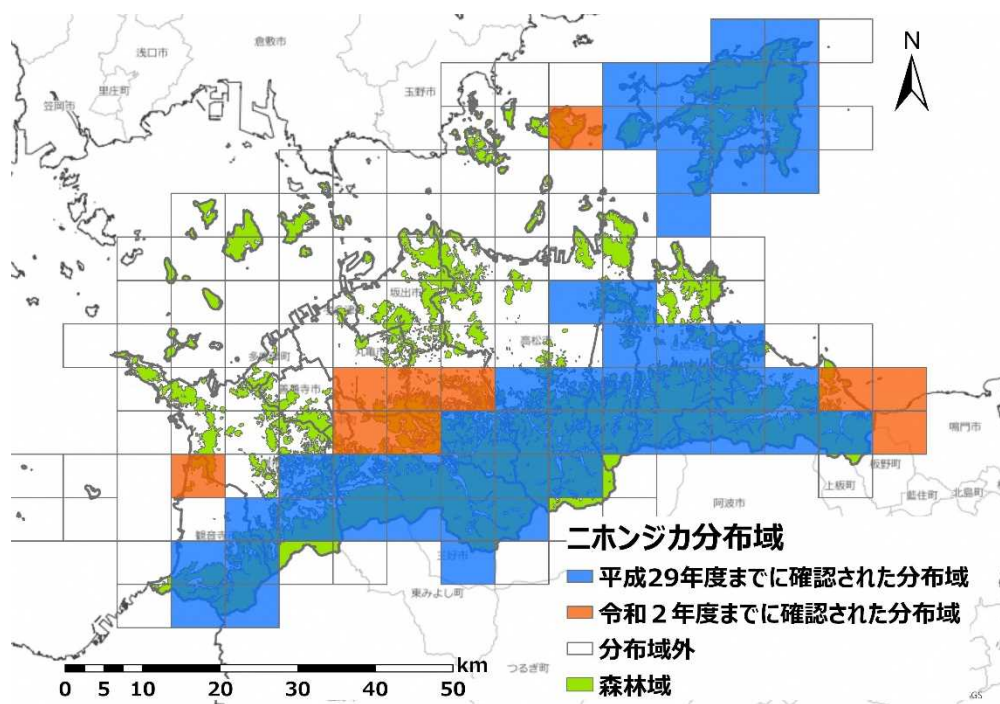 倉敷市
浅口市
里庄町
笠岡市
玉野市
N
坂出市
高松市
丸亀市
善通寺市
鳴門市
板野町
上板町
藍住町
北島町
阿波市
観音寺
三好市
東みよし町
つるぎ町
ニホンジカ分布域
平成29年度までに確認された分布域
令和2年度までに確認された分布域
分布域外
森林域
km
0 5 10 20 30 40 50
GS